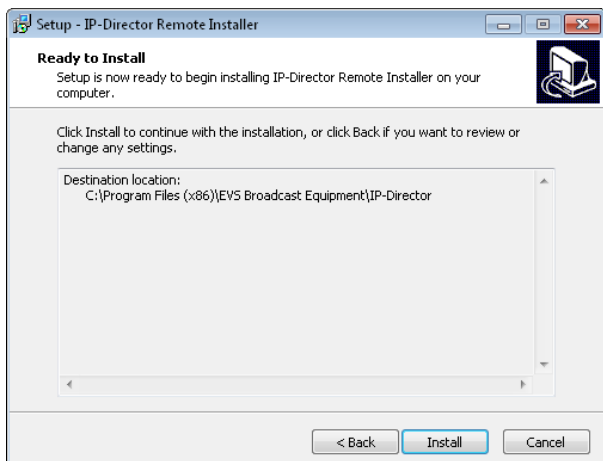 Setup - IP-Director Remote Installer
Ready to Install
Setup is now ready to begin installing IP-Director Remote Installer on your
computer.
Click Install to continue with the installation, or click Back if you want to review or
change any settings.
Destination location:
C:\Program Files (x86)\EVS Broadcast Equipment\IP-Director
< Back
Install
Cancel